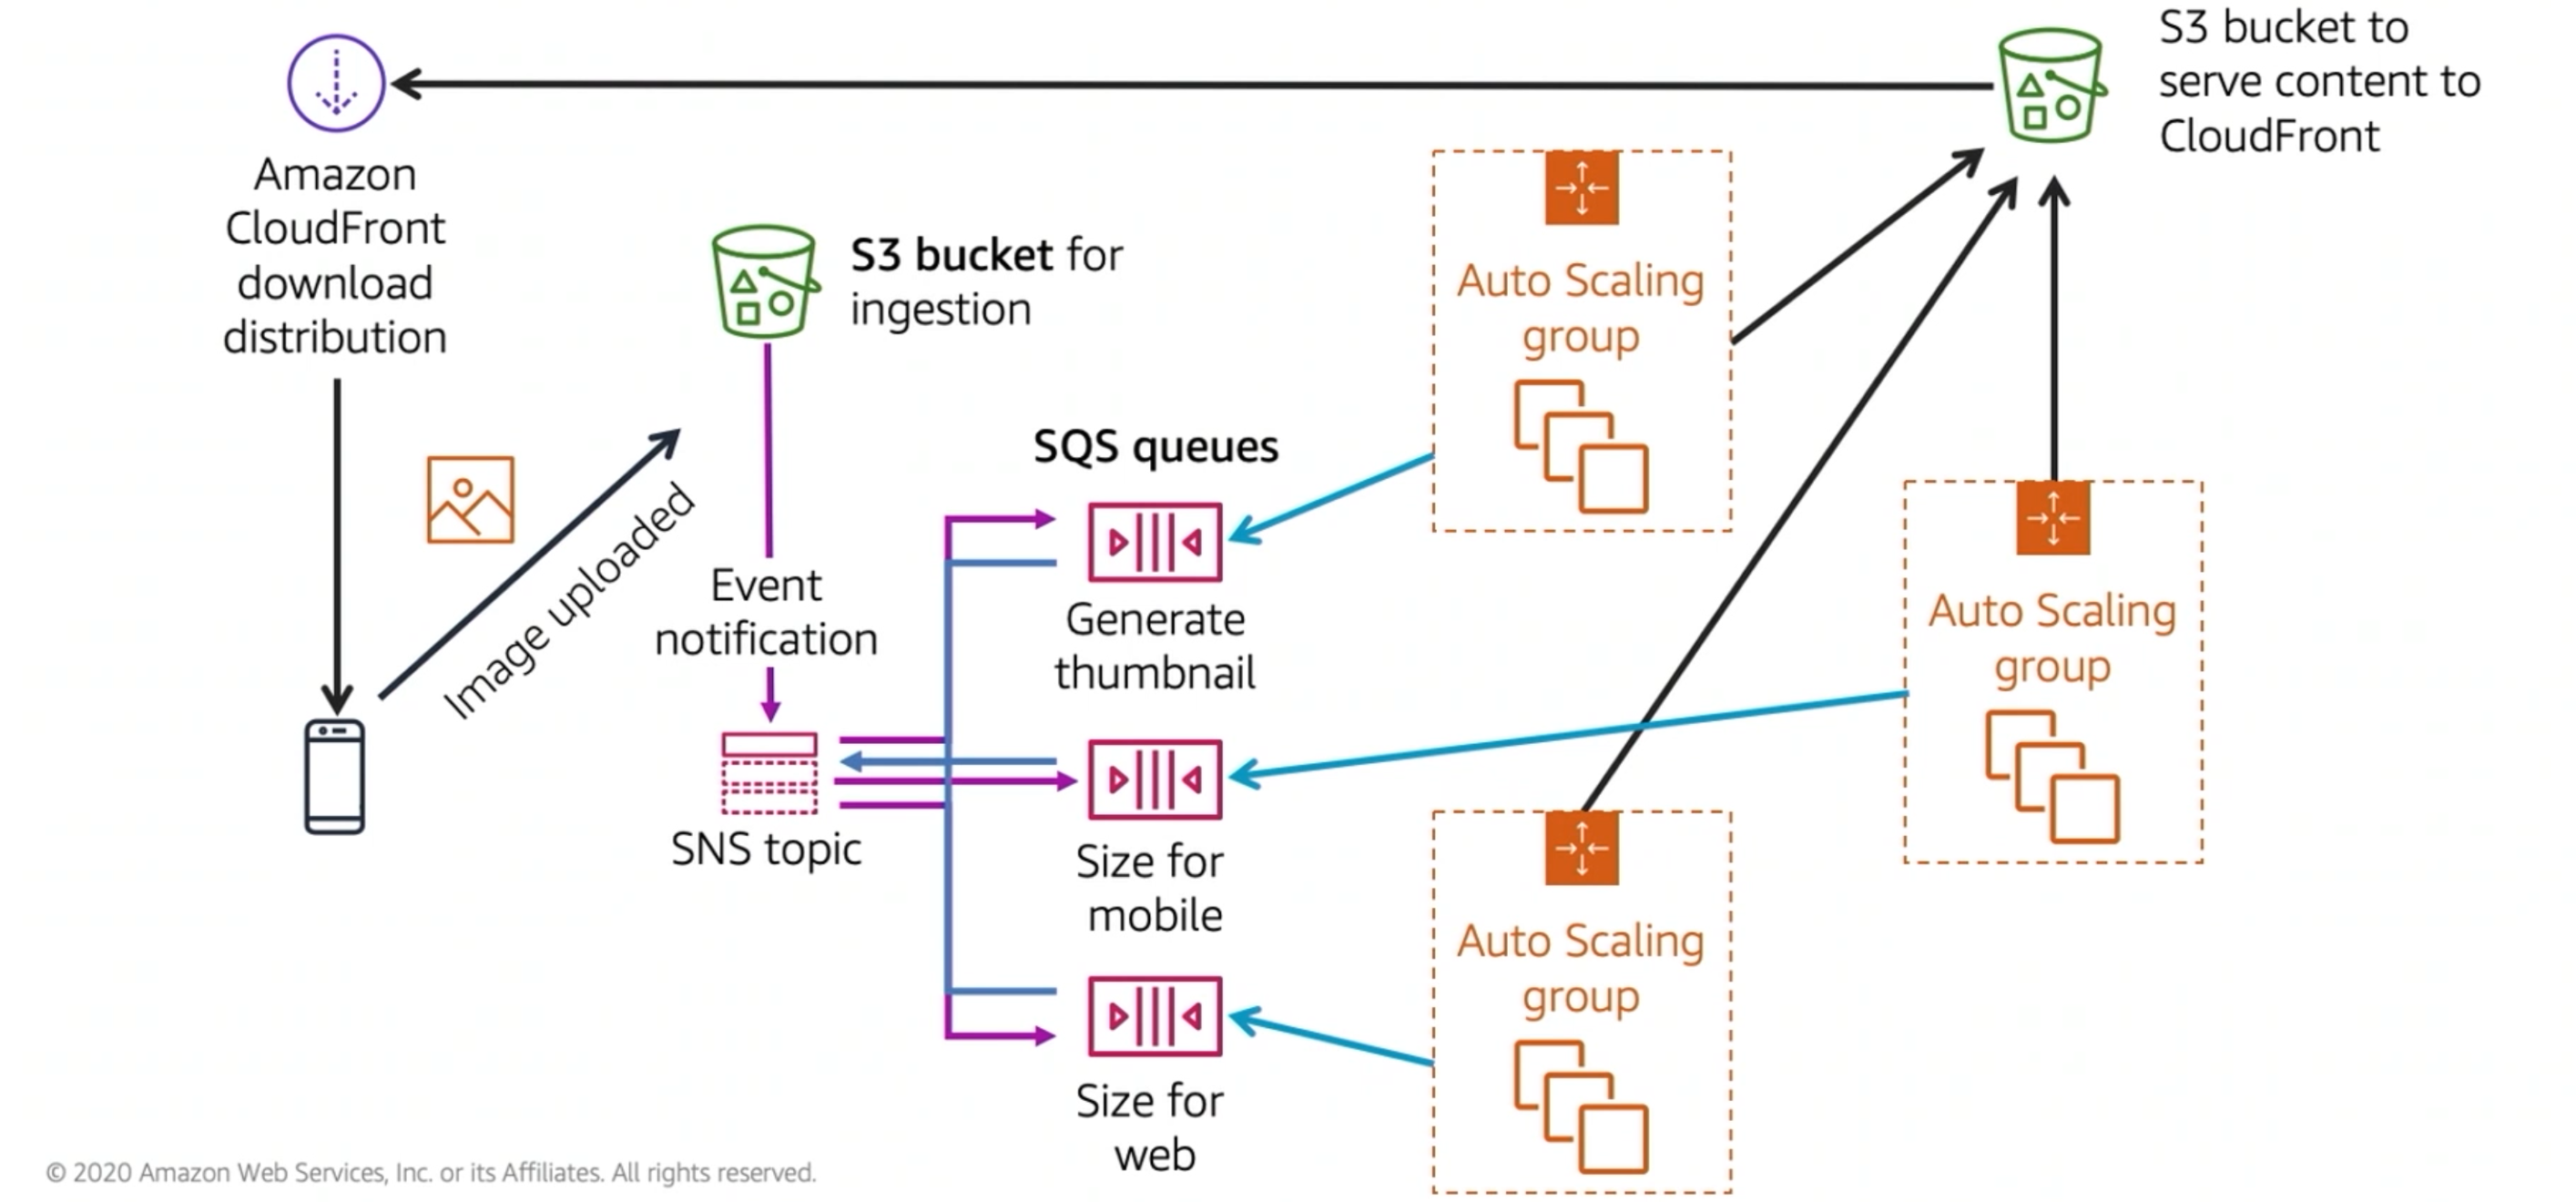 S3 bucket to
serve content to
CloudFront
Amazon
CloudFront
download
distribution
S3 bucket for
ingestion
Auto Scaling
group
Image uploaded
Event
notification
SNS topic
SQS queues
Generate
thumbnail
Size for
mobile
Size for
web
Auto Scaling
group
Auto Scaling
group
© 2020 Amazon Web Services, Inc. or its Affiliates. All rights reserved.